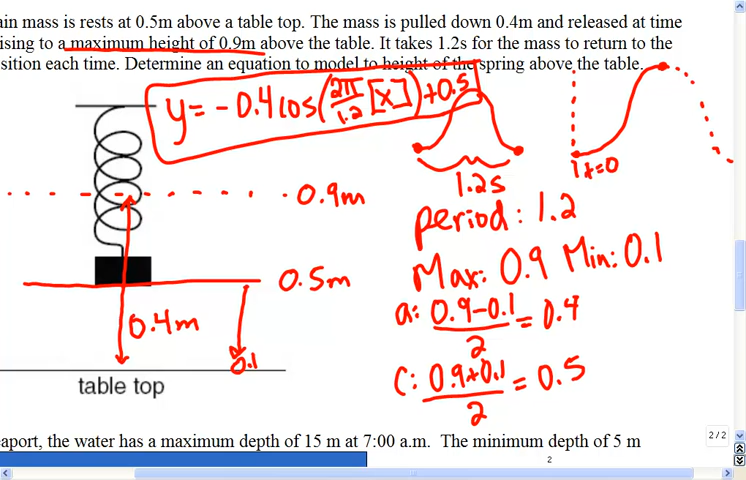 ain mass is rests at 0.5m above a table top. The mass is pulled down 0.4m and released at time
ising to a maximum height of 0.9m above the table. It takes 1.2s for the mass to return to the
sition each time. Determine an equation to model to height of the spring above the table.
y = -0.4cos(2π/1.2 [x]) + 0.5
t=0
1.2s
0.9m
period: 1.2
Max: 0.9 Min: 0.1
0.5m
a: 0.9-0.1/2 = 0.4
0.4m
0.1
c: 0.9+0.1/2 = 0.5
table top
eaport, the water has a maximum depth of 15 m at 7:00 a.m. The minimum depth of 5 m
2/2
2